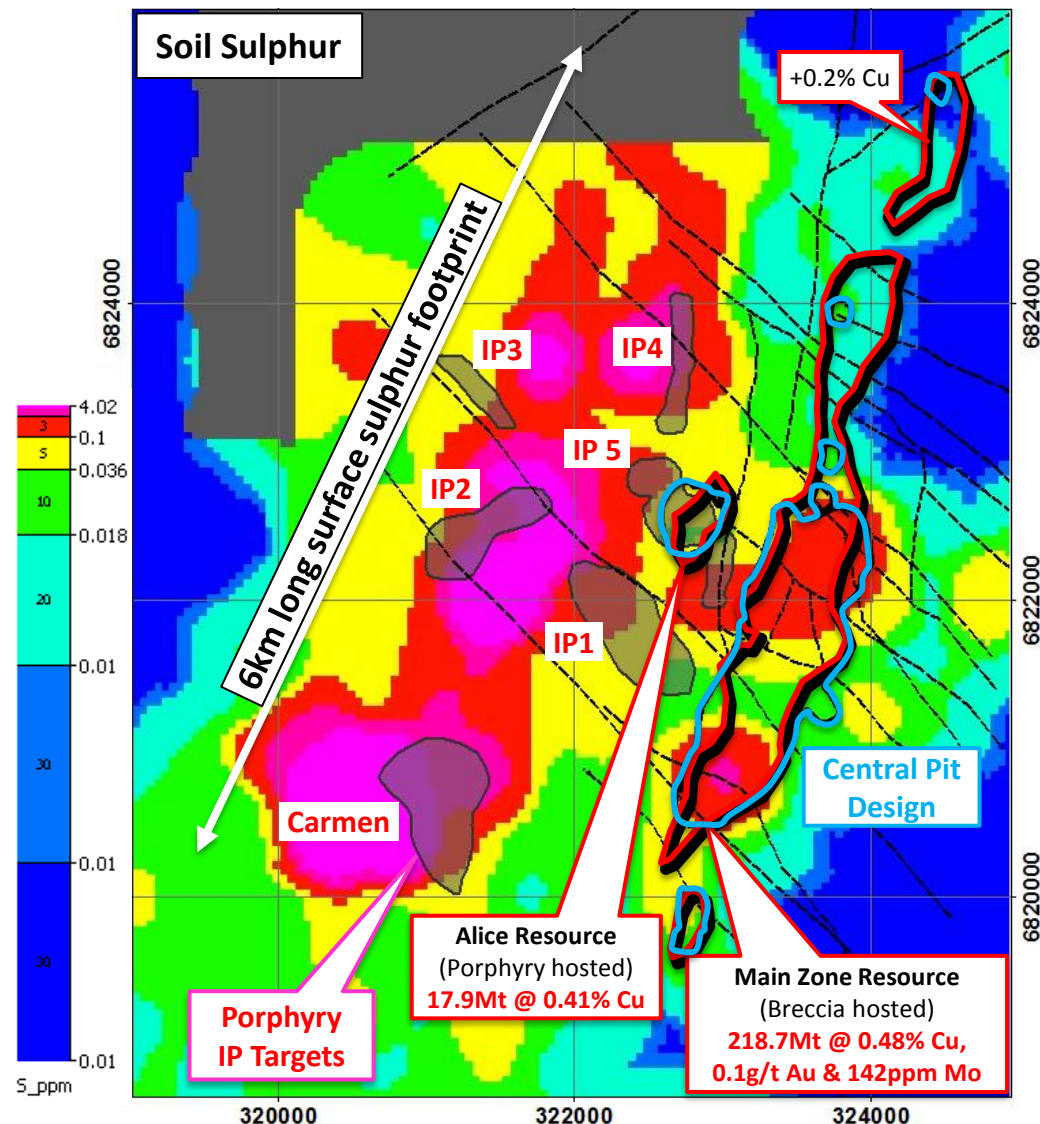 Soil Sulphur
+0.2% Cu
6km long surface sulphur footprint
6824000
6824000
IP3
IP4
IP 5
IP2
IP1
6822000
6822000
Carmen
Central Pit
Design
6820000
6820000
Alice Resource
(Porphyry hosted)
17.9Mt @ 0.41% Cu
Main Zone Resource
(Breccia hosted)
218.7Mt @ 0.48% Cu,
0.1g/t Au & 142ppm Mo
Porphyry
IP Targets
4.02
3
0.1
5
0.036
10
0.018
20
0.01
30
0.01
30
0.01
S_ppm
320000
322000
324000